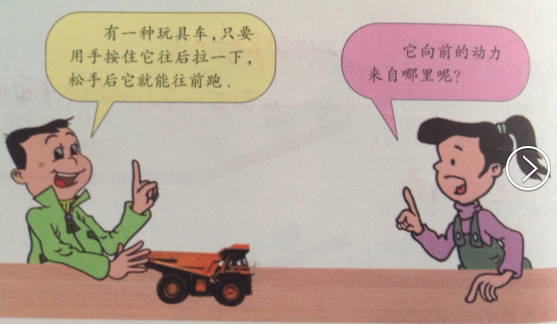 有一种玩具车，只要
用手按住它往后拉一下，
松手后它就能往前跑．
它向前的动力
来自哪里呢？